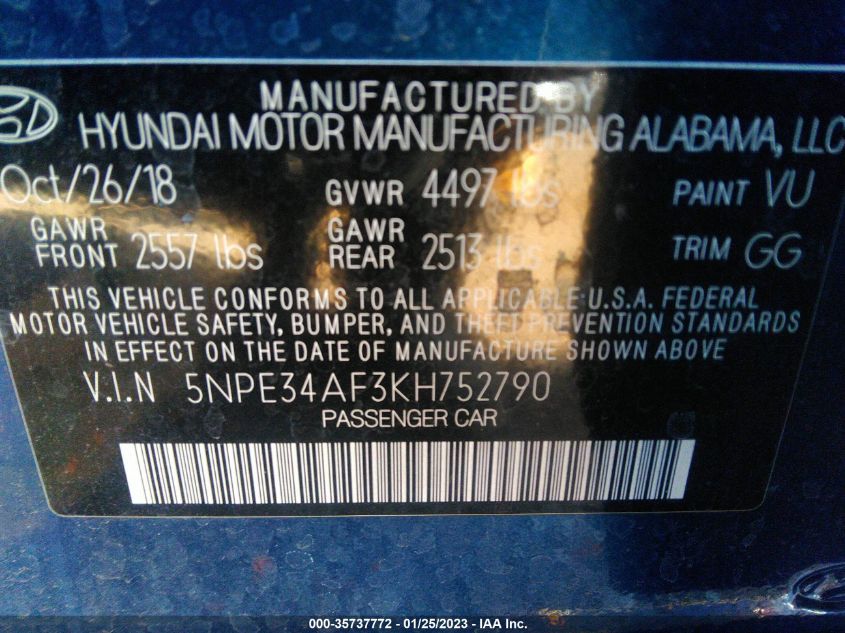 MANUFACTURED BY
HYUNDAI MOTOR MANUFACTURING ALABAMA, LLC
Oct/26/18 GVWR 4497 lbs PAINT VU
GAWR FRONT 2557 lbs GAWR REAR 2513 lbs TRIM GG
THIS VEHICLE CONFORMS TO ALL APPLICABLE U.S.A. FEDERAL
MOTOR VEHICLE SAFETY, BUMPER, AND THEFT PREVENTION STANDARDS
IN EFFECT ON THE DATE OF MANUFACTURE SHOWN ABOVE
V.I.N 5NPE34AF3KH752790
PASSENGER CAR
000-35737772 - 01/25/2023 - IAA Inc.